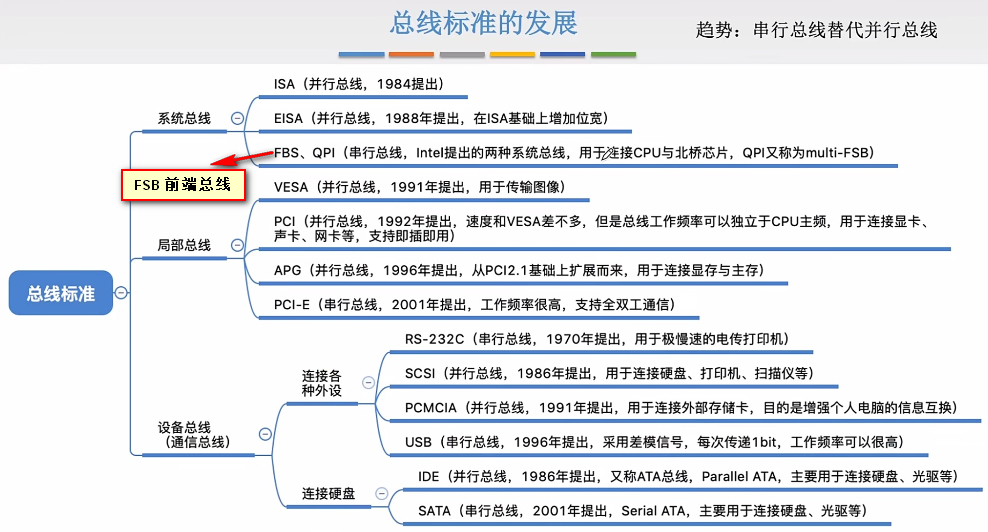 总线标准的发展
趋势：串行总线替代并行总线
总线标准
系统总线
ISA（并行总线，1984提出）
EISA（并行总线，1988年提出，在ISA基础上增加位宽）
FBS、QPI（串行总线，Intel提出的两种系统总线，用于连接CPU与北桥芯片，QPI又称为multi-FSB）
FSB 前端总线
局部总线
VESA（并行总线，1991年提出，用于传输图像）
PCI（并行总线，1992年提出，速度和VESA差不多，但是总线工作频率可以独立于CPU主频，用于连接显卡、
声卡、网卡等，支持即插即用）
APG（并行总线，1996年提出，从PCI2.1基础上扩展而来，用于连接显存与主存）
PCI-E（串行总线，2001年提出，工作频率很高，支持全双工通信）
设备总线
（通信总线）
连接各
种外设
RS-232C（串行总线，1970年提出，用于极慢速的电传打印机）
SCSI（并行总线，1986年提出，用于连接硬盘、打印机、扫描仪等）
PCMCIA（并行总线，1991年提出，用于连接外部存储卡，目的是增强个人电脑的信息互换）
USB（串行总线，1996年提出，采用差模信号，每次传递1bit，工作频率可以很高）
连接硬盘
IDE（并行总线，1986年提出，又称ATA总线，Parallel ATA，主要用于连接硬盘、光驱等）
SATA（串行总线，2001年提出，Serial ATA，主要用于连接硬盘、光驱等）